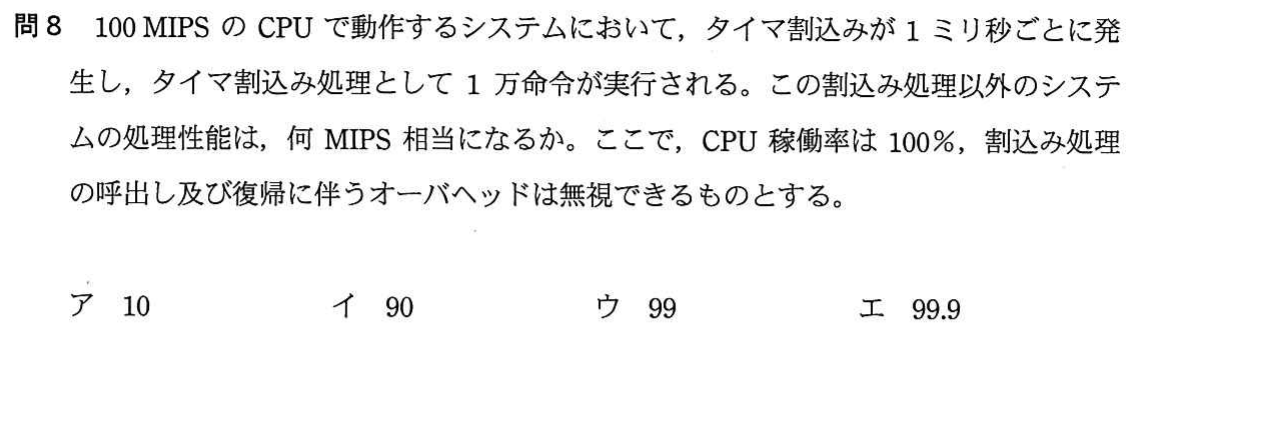 問8 100 MIPS の CPU で動作するシステムにおいて，タイマ割込みが 1 ミリ秒ごとに発
生し，タイマ割込み処理として 1 万命令が実行される。この割込み処理以外のシステ
ムの処理性能は，何 MIPS 相当になるか。ここで，CPU 稼働率は 100％，割込み処理
の呼出し及び復帰に伴うオーバヘッドは無視できるものとする。
ア 10 イ 90 ウ 99 エ 99.9